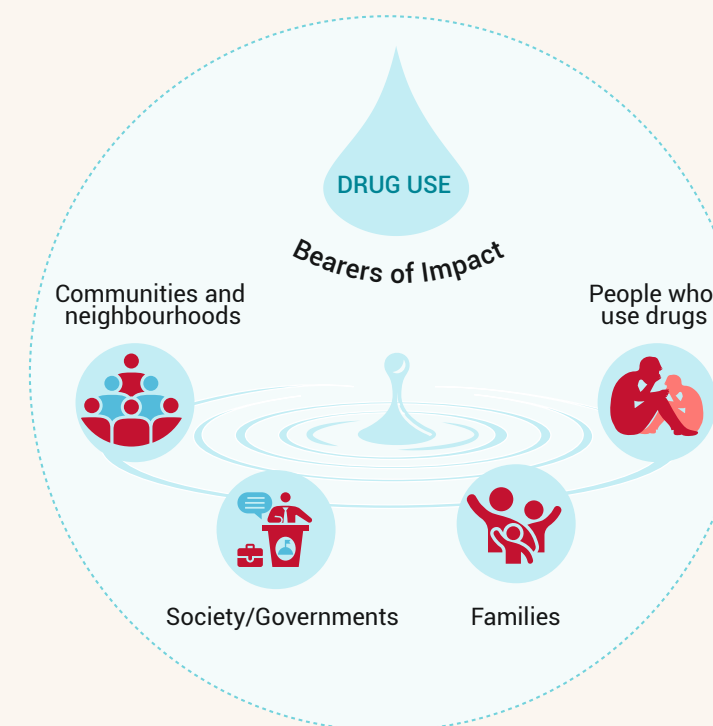 DRUG USE
Bearers of Impact
Communities and
neighbourhoods
People who
use drugs
Society/Governments
Families